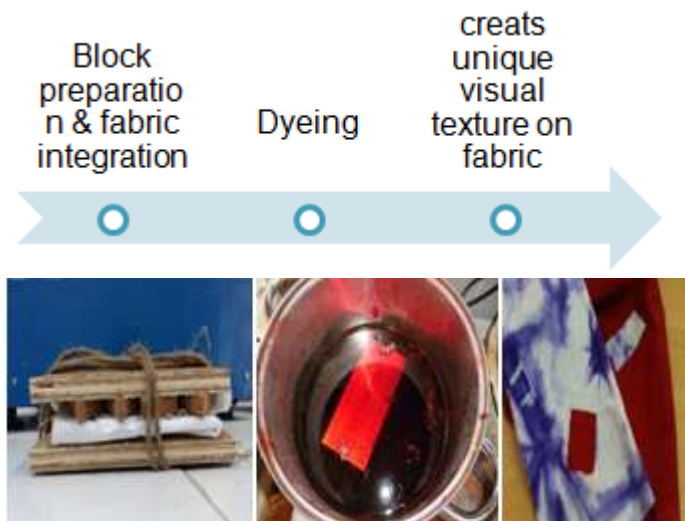 Block
preparatio
n & fabric
integration
Dyeing
creats
unique
visual
texture on
fabric